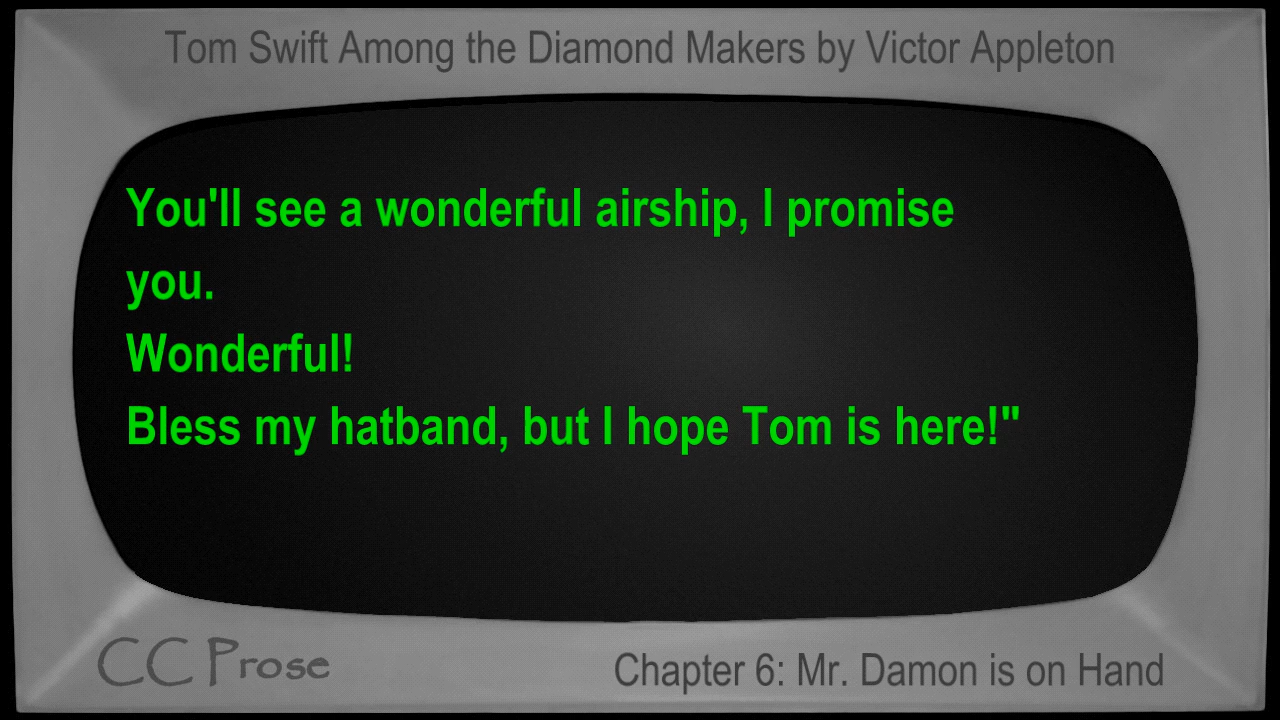 Tom Swift Among the Diamond Makers by Victor Appleton
You'll see a wonderful airship, I promise
you.
Wonderful!
Bless my hatband, but I hope Tom is here!"
CC Prose
Chapter 6: Mr. Damon is on Hand